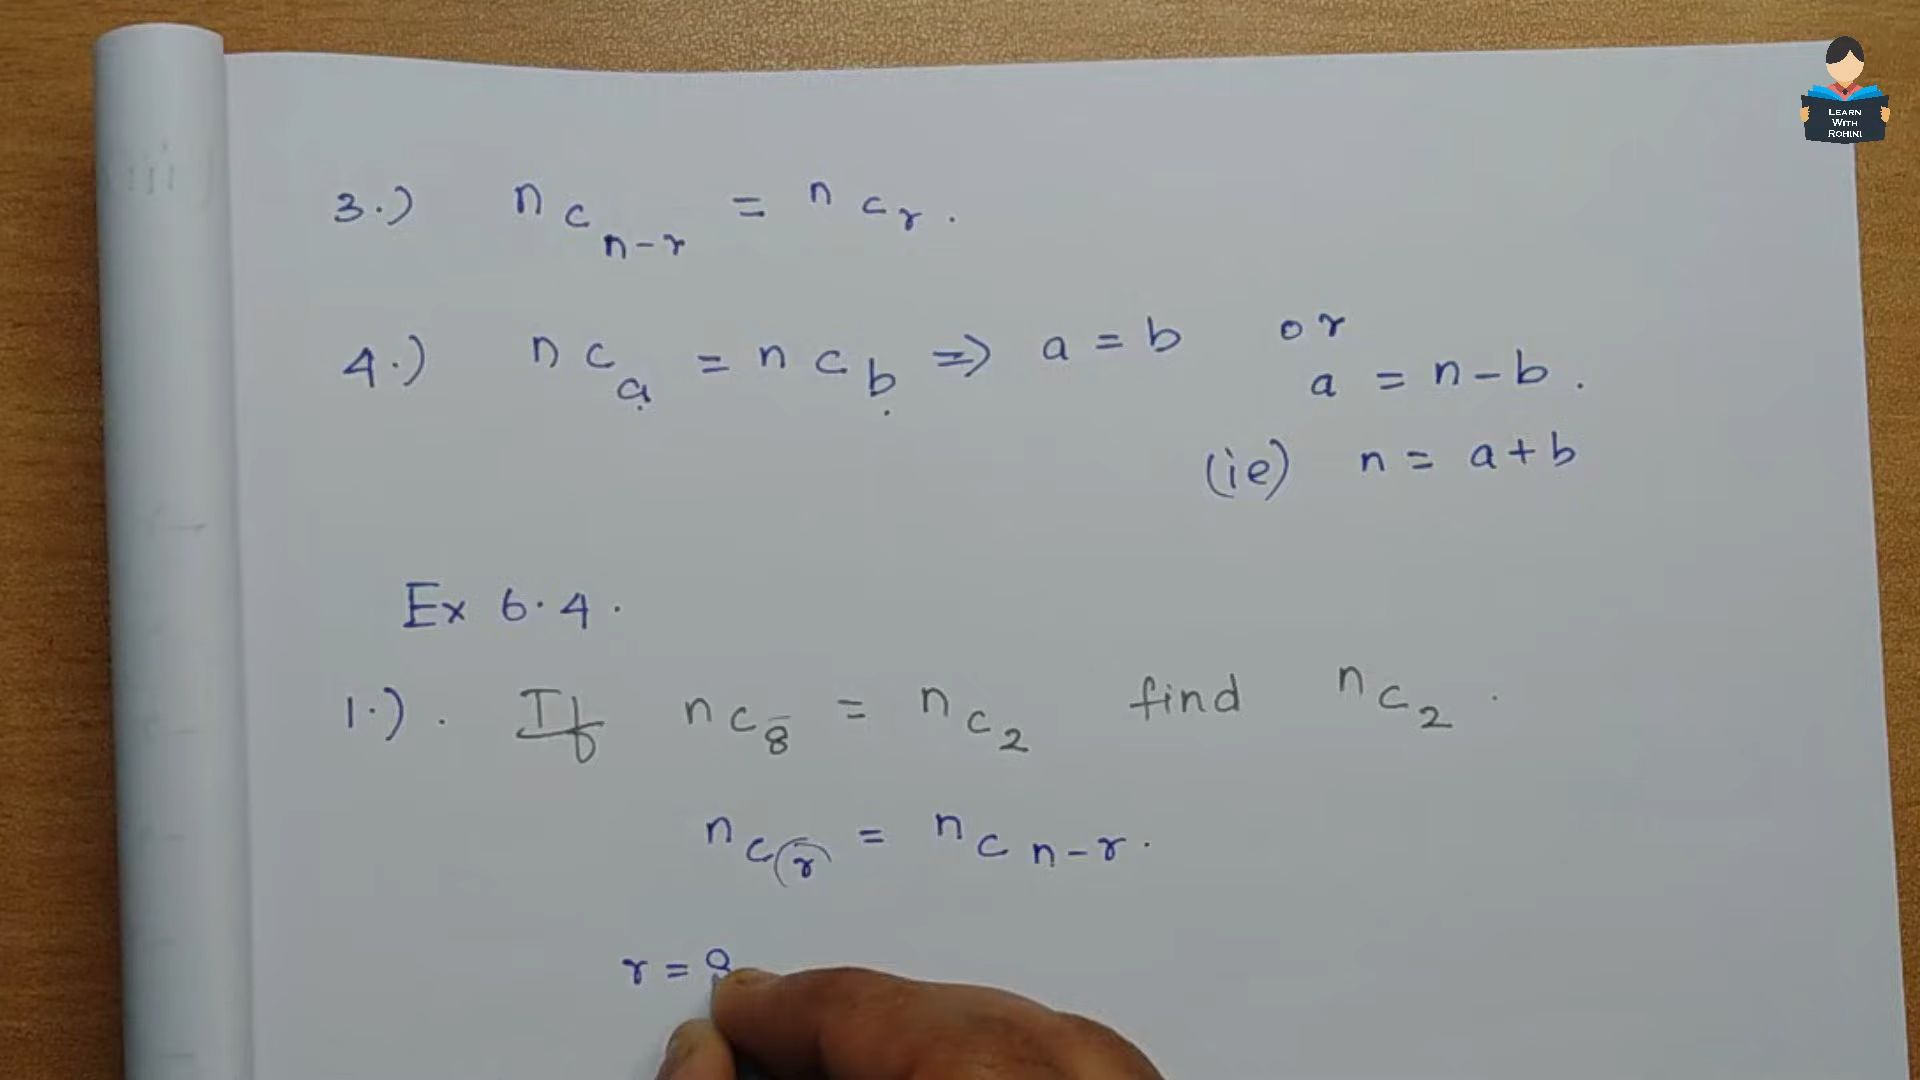 LEARN
WITH
ROHINI
3.) nCn-r = nCr.
4.) nCa = nCb ⇒ a = b or
a = n-b.
(ie) n = a+b
Ex 6.4.
1.). If nC8 = nC2 find nC2.
nCr = nCn-r.
r = 8